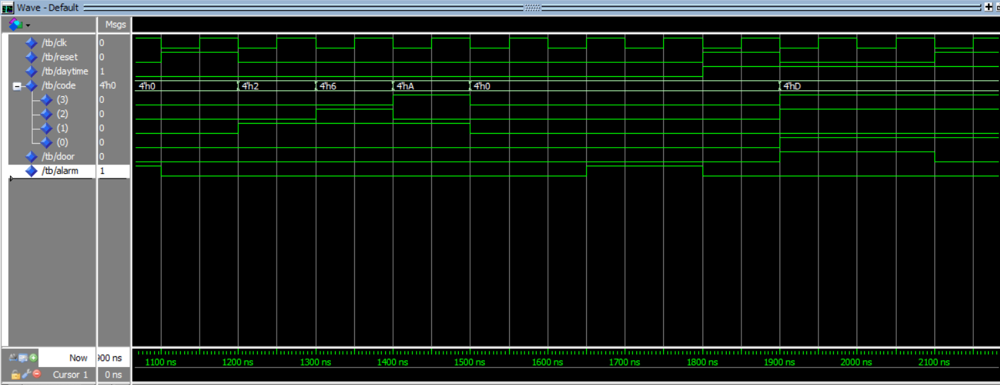 Wave - Default
Msgs
/tb/clk 0
/tb/reset 0
/tb/daytime 1
/tb/code 4'h0 4'h0 4'h2 4'h6 4'hA 4'h0 4'hD
(3) 0
(2) 0
(1) 0
(0) 0
/tb/door 0
/tb/alarm 1
Now 900 ns 1100 ns 1200 ns 1300 ns 1400 ns 1500 ns 1600 ns 1700 ns 1800 ns 1900 ns 2000 ns 2100 ns
Cursor 1 0 ns